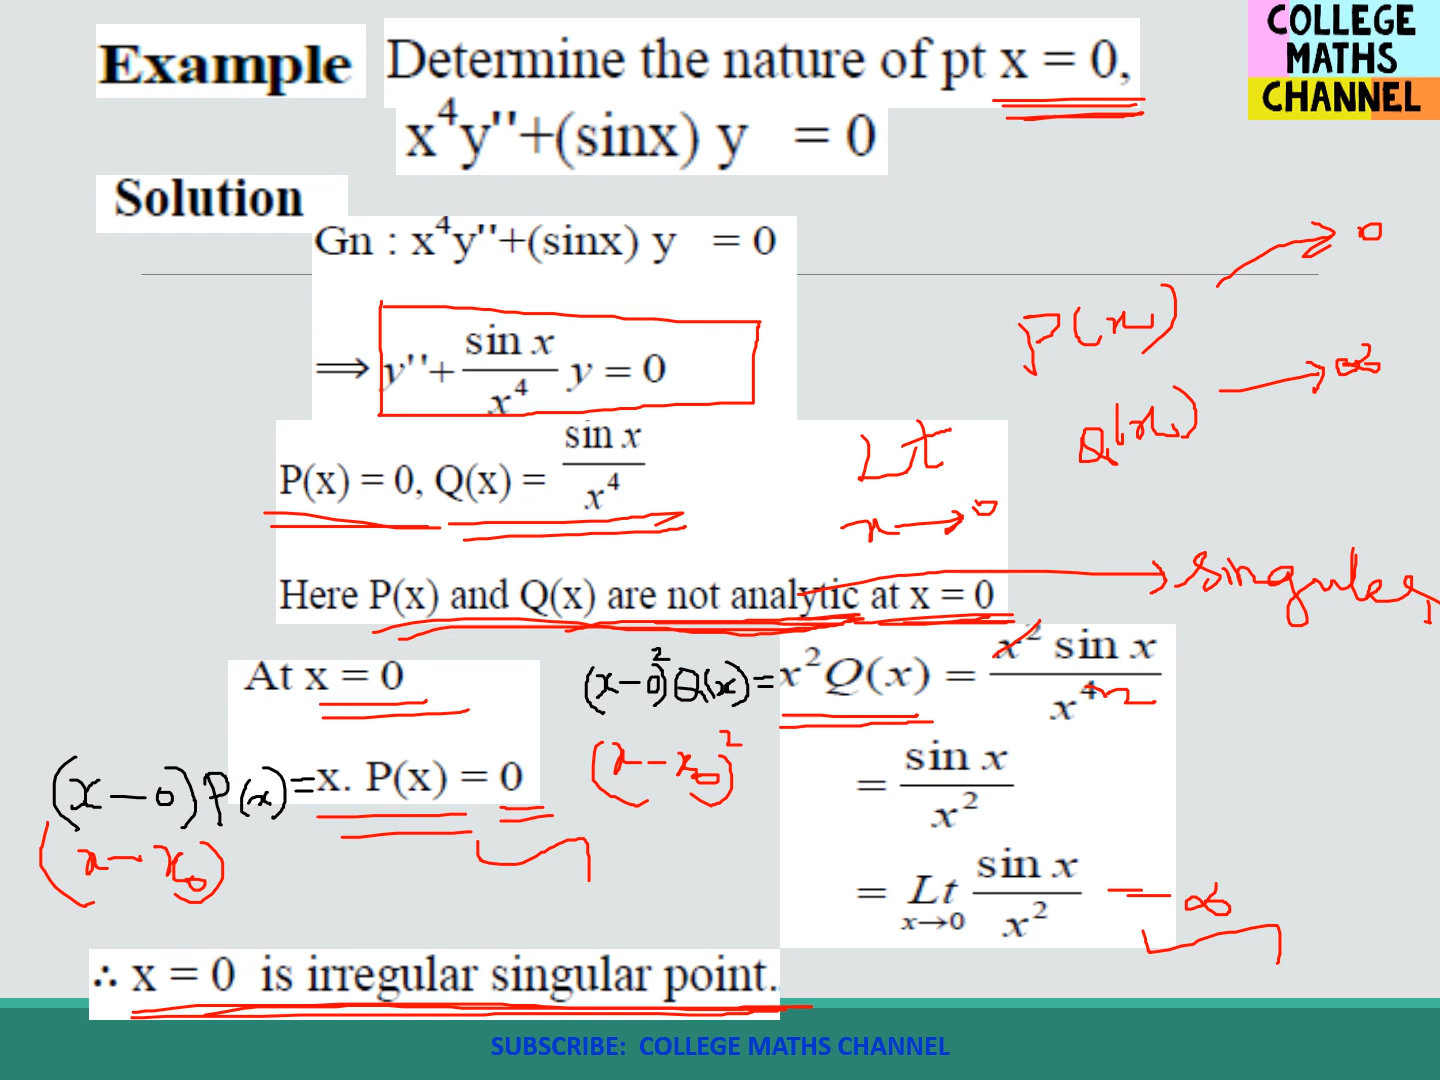 COLLEGE
MATHS
CHANNEL
Example Determine the nature of pt x = 0,
x⁴y''+(sinx) y = 0
Solution
Gn : x⁴y''+(sinx) y = 0
⟹ y''+ sin x / x⁴ y = 0
P(x) → 0
Q(x) → ∞
P(x) = 0, Q(x) = sin x / x⁴
Lt
x → 0
Here P(x) and Q(x) are not analytic at x = 0 → singular
At x = 0
(x−0)P(x)= x. P(x) = 0
(x − x₀)
(x−0)²Q(x)= x²Q(x) = x² sin x / x⁴ 2
(x − x₀)²
= sin x / x²
= Lt x→0 sin x / x² = ∞
∴ x = 0 is irregular singular point.
SUBSCRIBE: COLLEGE MATHS CHANNEL